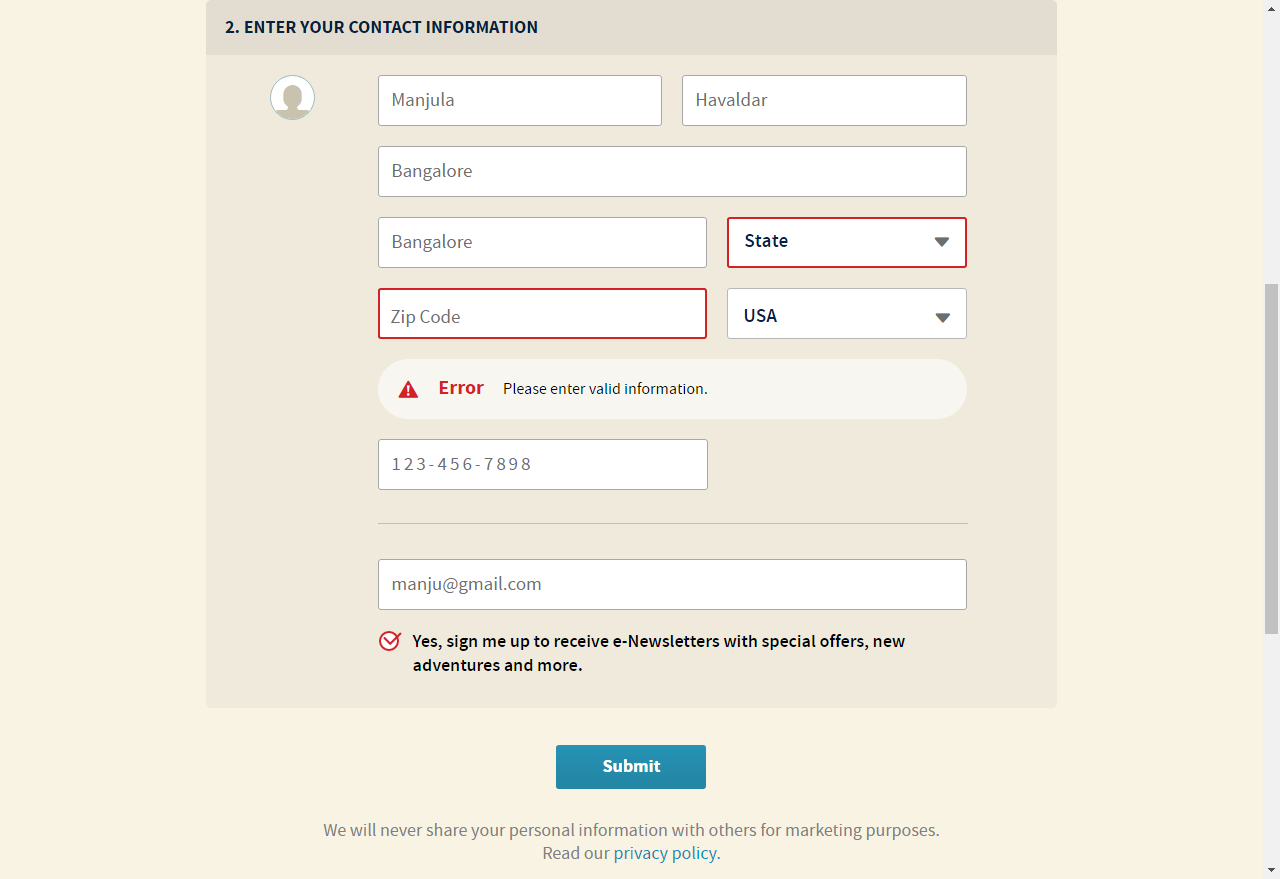 2. ENTER YOUR CONTACT INFORMATION
Manjula
Havaldar
Bangalore
Bangalore
State
Zip Code
USA
Error Please enter valid information.
123-456-7898
manju@gmail.com
Yes, sign me up to receive e-Newsletters with special offers, new
adventures and more.
Submit
We will never share your personal information with others for marketing purposes.
Read our privacy policy.